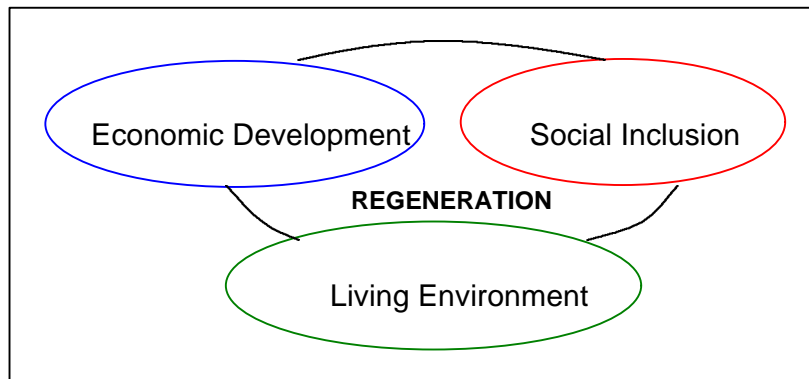 Economic Development
Social Inclusion
REGENERATION
Living Environment